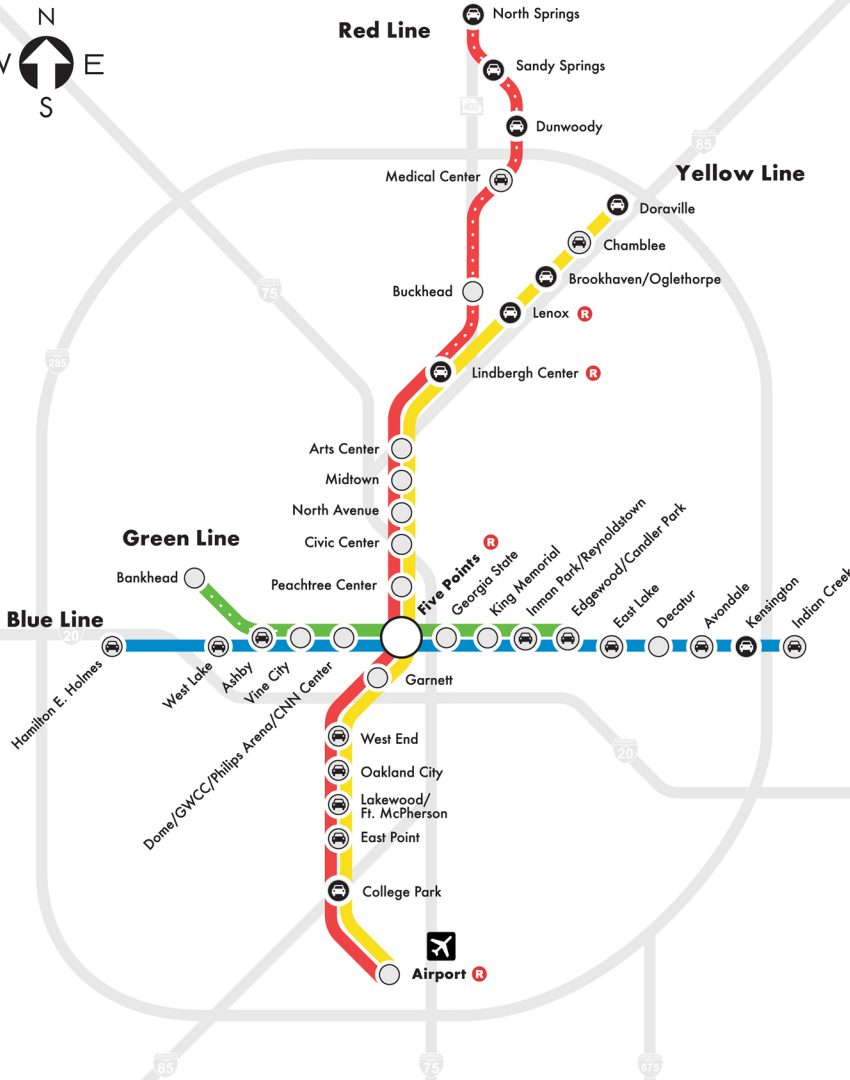 N
W
E
S
Red Line
North Springs
Sandy Springs
400
Dunwoody
85
Medical Center
Yellow Line
Doraville
Chamblee
Brookhaven/Oglethorpe
75
Buckhead
Lenox R
285
Lindbergh Center R
Arts Center
Midtown
North Avenue
Civic Center
Peachtree Center
Green Line
Bankhead
Five Points R
Georgia State
King Memorial
Inman Park/Reynoldstown
Edgewood/Candler Park
East Lake
Decatur
Avondale
Kensington
Indian Creek
Blue Line
20
Hamilton E. Holmes
West Lake
Ashby
Vine City
Dome/GWCC/Philips Arena/CNN Center
Garnett
West End
20
Oakland City
Lakewood/
Ft. McPherson
East Point
College Park
Airport R
85
75
675